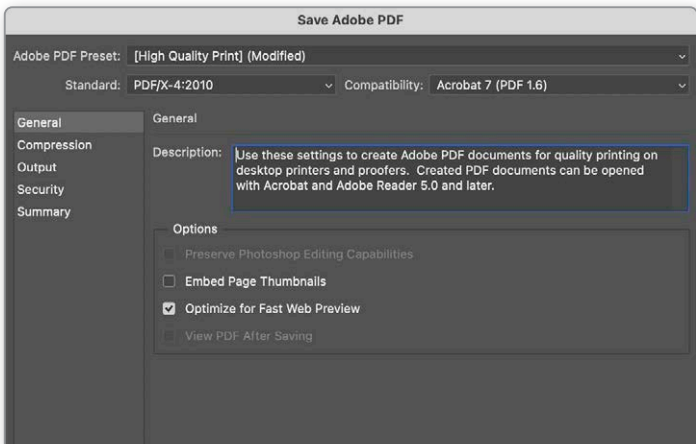 Save Adobe PDF
Adobe PDF Preset: [High Quality Print] (Modified)
Standard: PDF/X-4:2010 Compatibility: Acrobat 7 (PDF 1.6)
General
Compression
Output
Security
Summary
General
Description: Use these settings to create Adobe PDF documents for quality printing on
desktop printers and proofers. Created PDF documents can be opened
with Acrobat and Adobe Reader 5.0 and later.
Options
Preserve Photoshop Editing Capabilities
Embed Page Thumbnails
Optimize for Fast Web Preview
View PDF After Saving